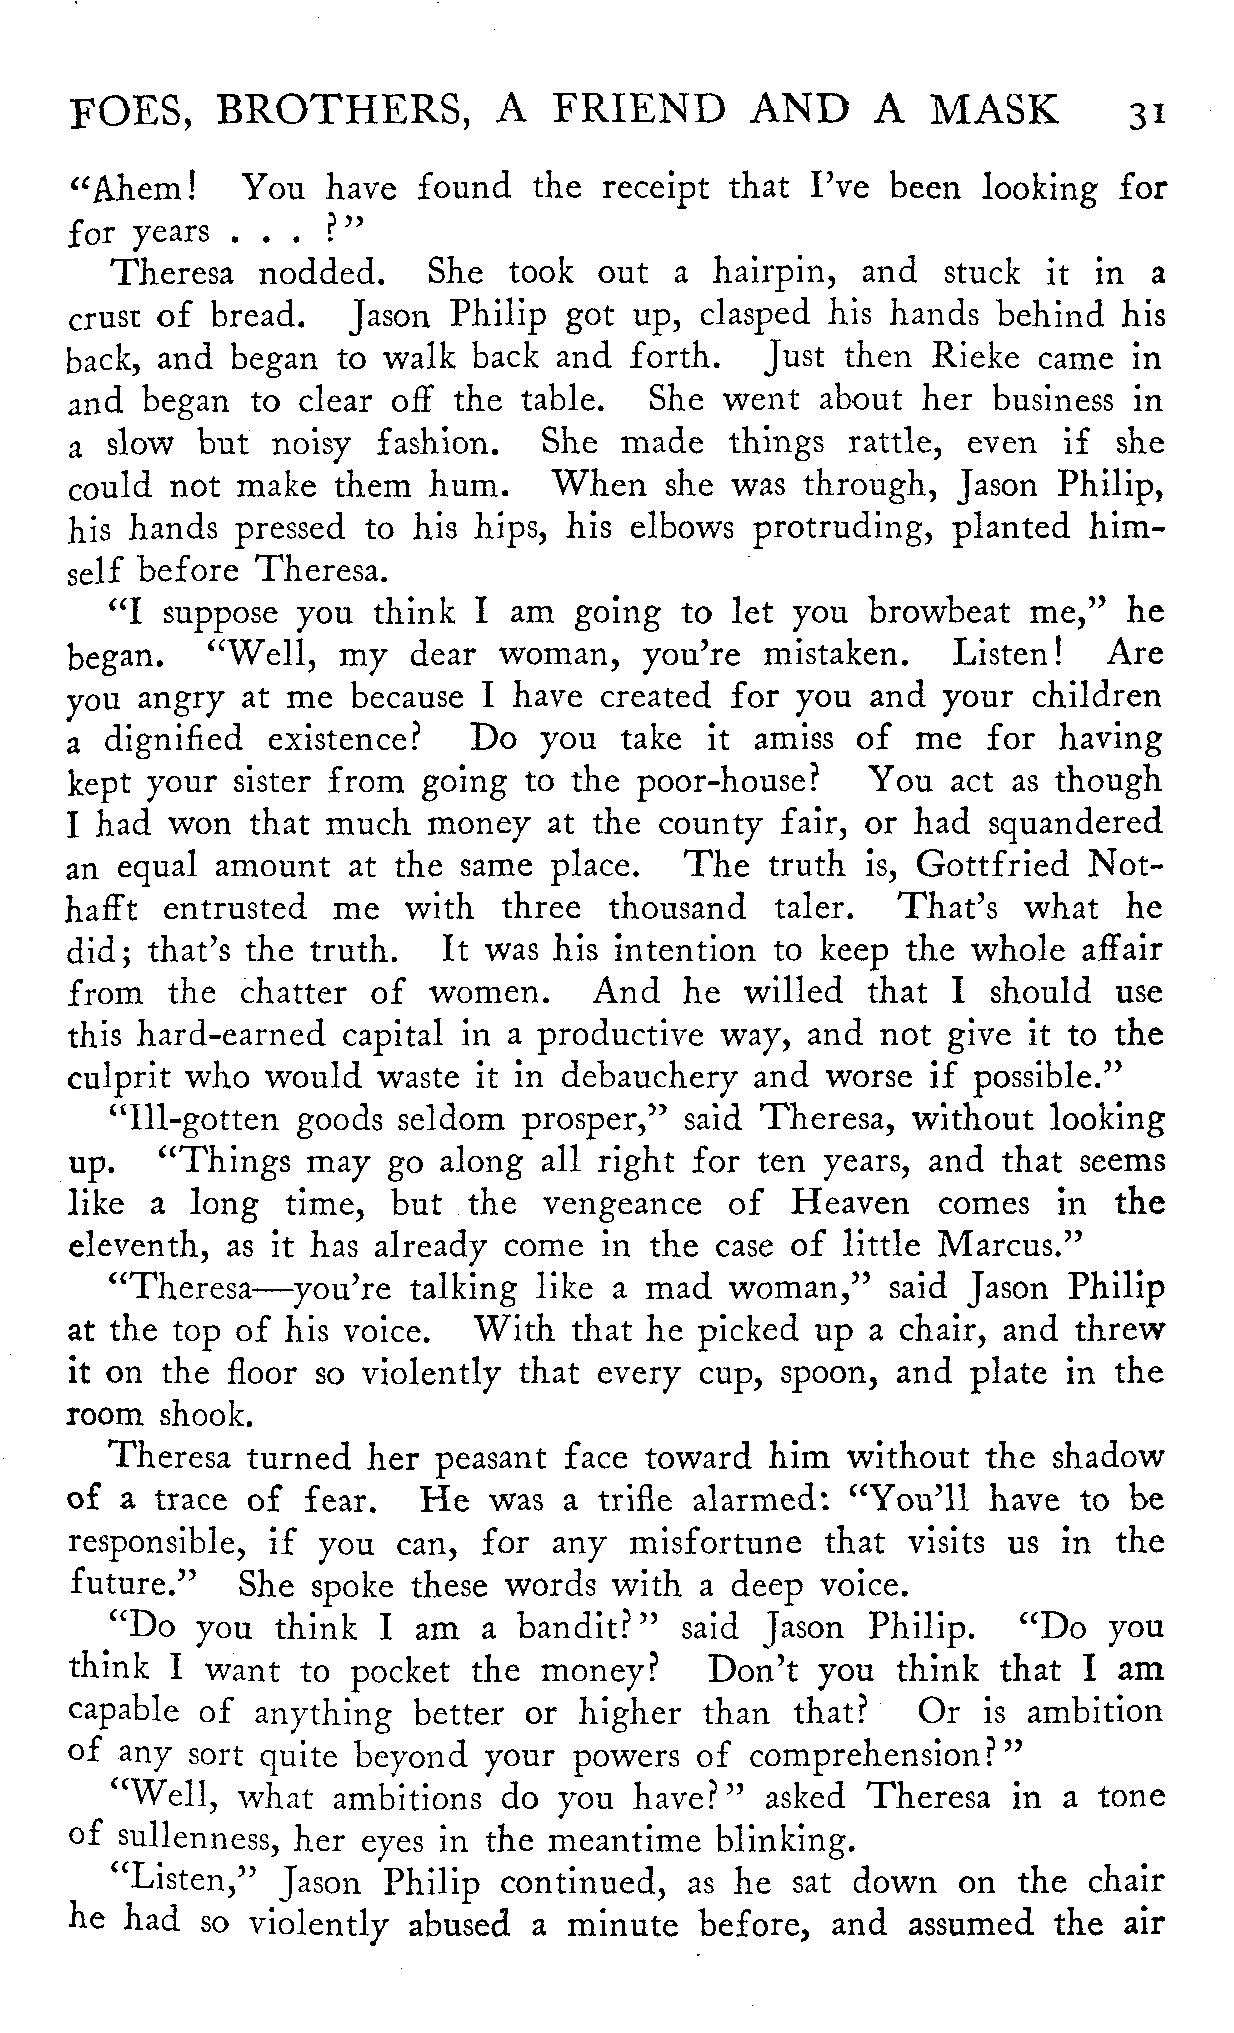 FOES, BROTHERS, A FRIEND AND A MASK 31
“Ahem! You have found the receipt that I’ve been looking for
for years . . . ?”
Theresa nodded. She took out a hairpin, and stuck it in a
crust of bread. Jason Philip got up, clasped his hands behind his
back, and began to walk back and forth. Just then Rieke came in
and began to clear off the table. She went about her business in
a slow but noisy fashion. She made things rattle, even if she
could not make them hum. When she was through, Jason Philip,
his hands pressed to his hips, his elbows protruding, planted him-
self before Theresa.
“I suppose you think I am going to let you browbeat me,” he
began. “Well, my dear woman, you’re mistaken. Listen! Are
you angry at me because I have created for you and your children
a dignified existence? Do you take it amiss of me for having
kept your sister from going to the poor-house? You act as though
I had won that much money at the county fair, or had squandered
an equal amount at the same place. The truth is, Gottfried Not-
hafft entrusted me with three thousand taler. That’s what he
did; that’s the truth. It was his intention to keep the whole affair
from the chatter of women. And he willed that I should use
this hard-earned capital in a productive way, and not give it to the
culprit who would waste it in debauchery and worse if possible.”
“Ill-gotten goods seldom prosper,” said Theresa, without looking
up. “Things may go along all right for ten years, and that seems
like a long time, but the vengeance of Heaven comes in the
eleventh, as it has already come in the case of little Marcus.”
“Theresa—you’re talking like a mad woman,” said Jason Philip
at the top of his voice. With that he picked up a chair, and threw
it on the floor so violently that every cup, spoon, and plate in the
room shook.
Theresa turned her peasant face toward him without the shadow
of a trace of fear. He was a trifle alarmed: “You’ll have to be
responsible, if you can, for any misfortune that visits us in the
future.” She spoke these words with a deep voice.
“Do you think I am a bandit?” said Jason Philip. “Do you
think I want to pocket the money? Don’t you think that I am
capable of anything better or higher than that? Or is ambition
of any sort quite beyond your powers of comprehension?”
“Well, what ambitions do you have?” asked Theresa in a tone
of sullenness, her eyes in the meantime blinking.
“Listen,” Jason Philip continued, as he sat down on the chair
he had so violently abused a minute before, and assumed the air